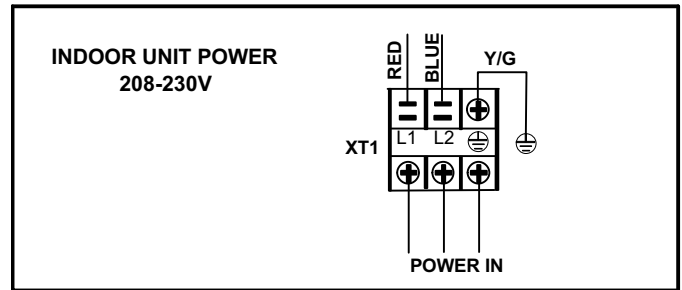 INDOOR UNIT POWER
208-230V
RED
BLUE
Y/G
XT1
L1 L2
POWER IN